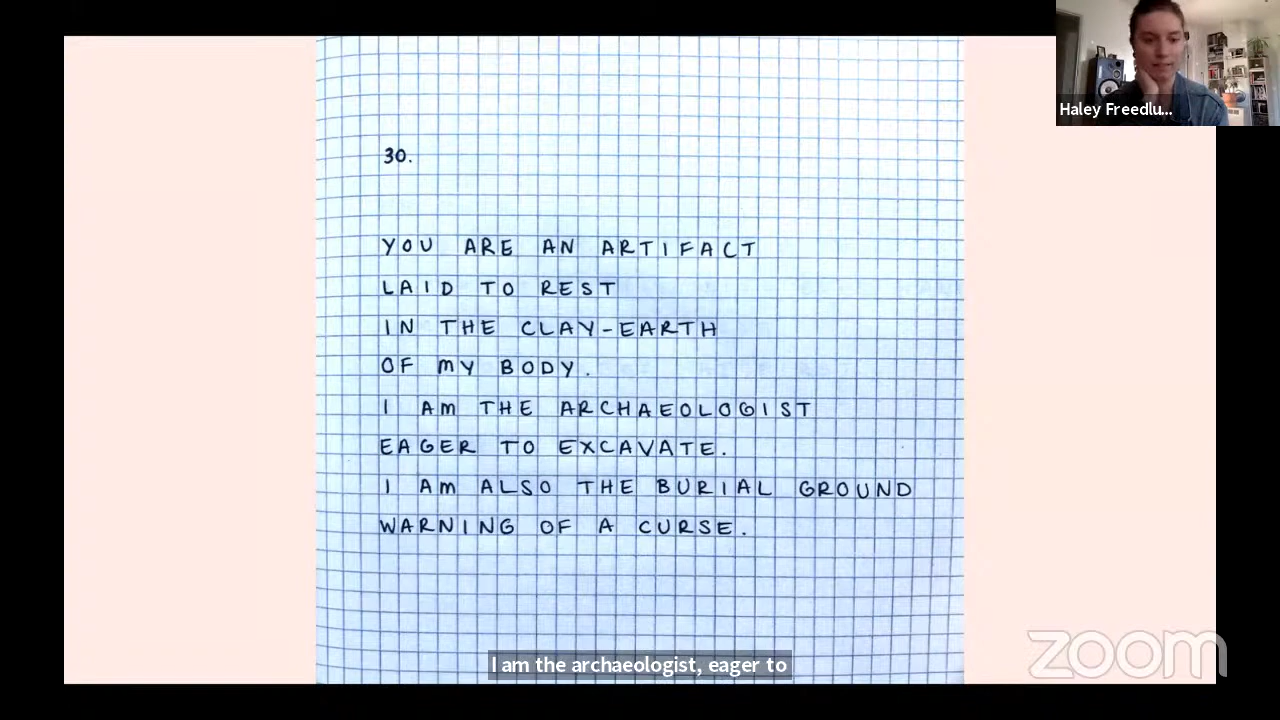 Haley Freedlu...
30.
YOU ARE AN ARTIFACT
LAID TO REST
IN THE CLAY-EARTH
OF MY BODY.
I AM THE ARCHAEOLOGIST
EAGER TO EXCAVATE.
I AM ALSO THE BURIAL GROUND
WARNING OF A CURSE.
I am the archaeologist, eager to
zoom